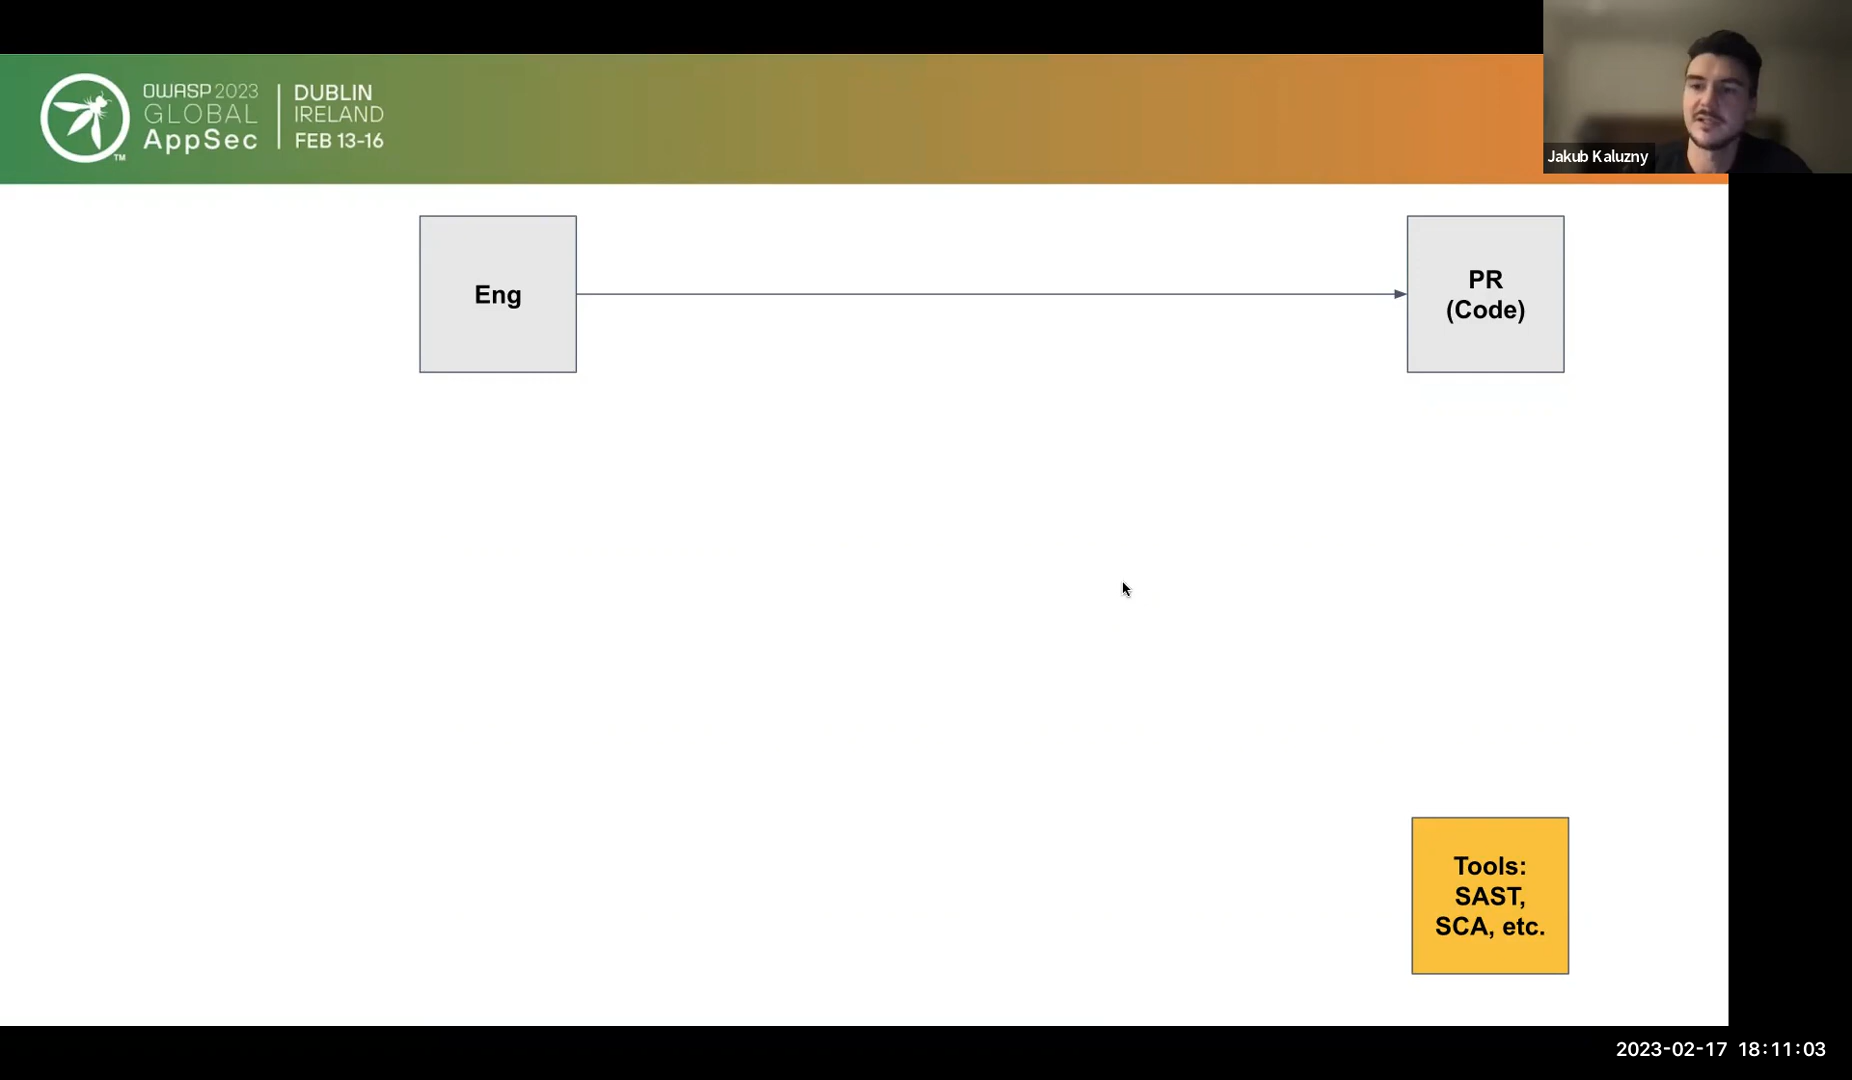 OWASP 2023
GLOBAL
AppSec
TM
DUBLIN
IRELAND
FEB 13-16
Jakub Kaluzny
Eng
PR
(Code)
Tools:
SAST,
SCA, etc.
2023-02-17 18:11:03